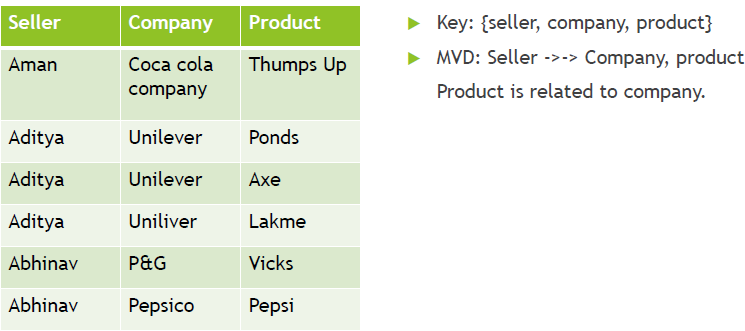 Seller Company Product
Aman Coca cola Thumps Up
company
Aditya Unilever Ponds
Aditya Unilever Axe
Aditya Uniliver Lakme
Abhinav P&G Vicks
Abhinav Pepsico Pepsi
Key: {seller, company, product}
MVD: Seller ->-> Company, product
Product is related to company.